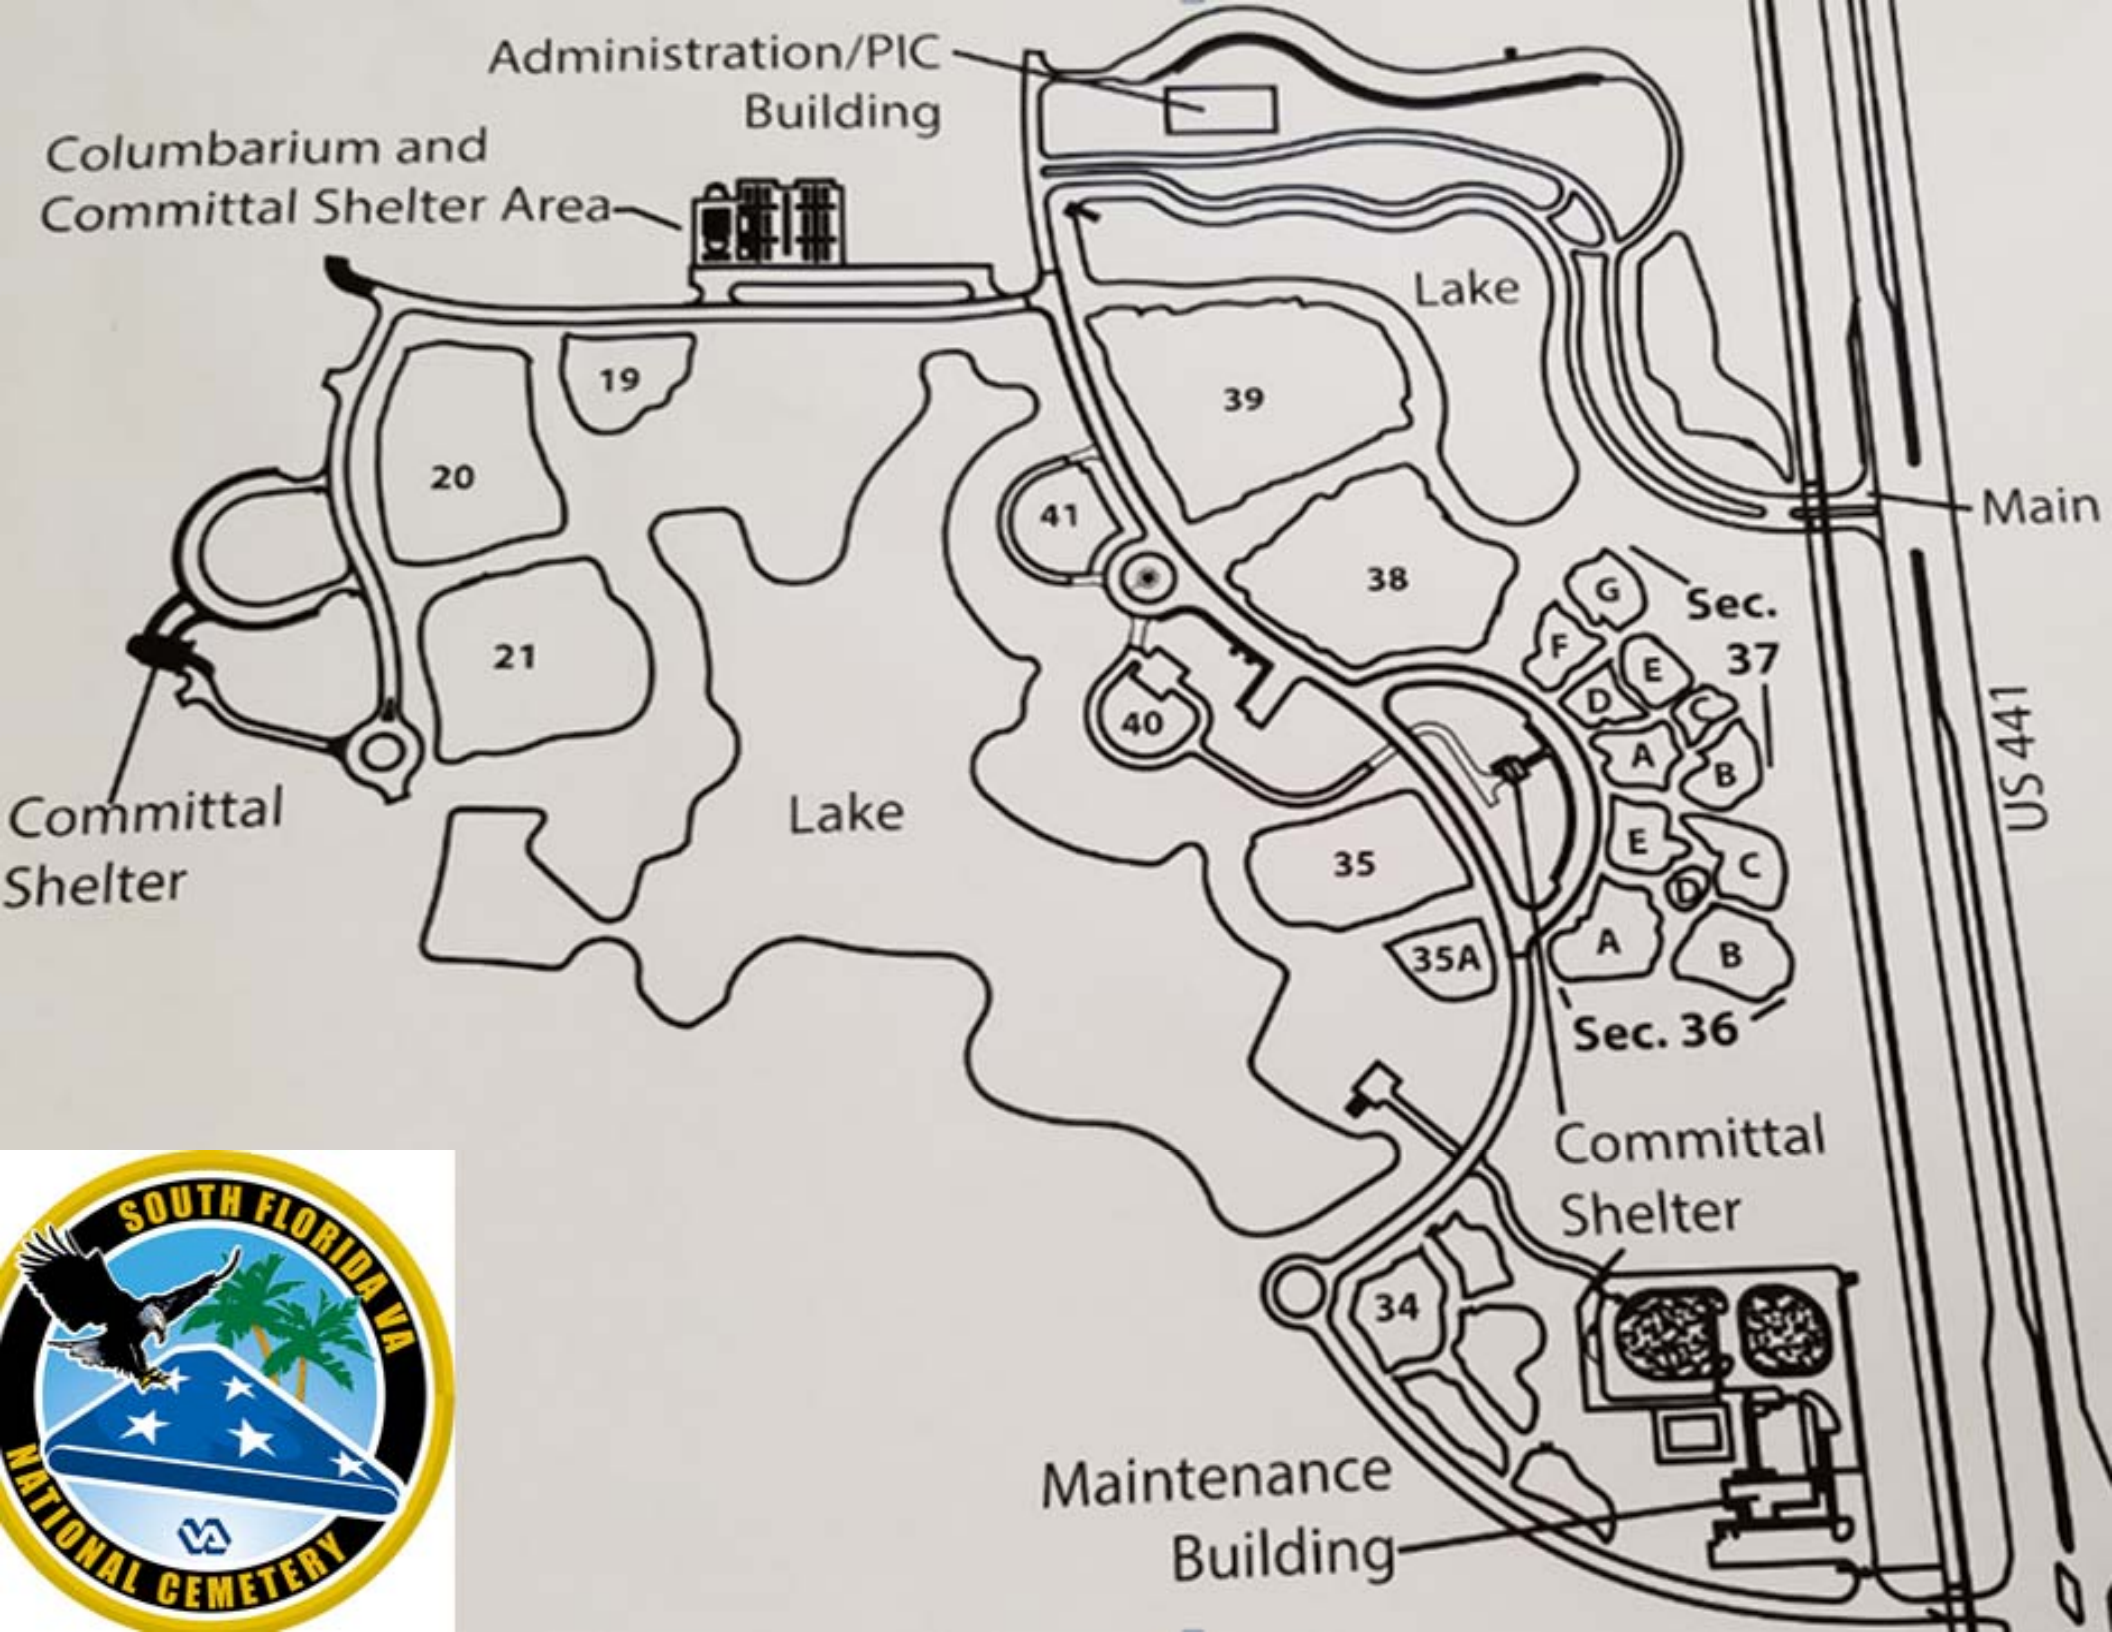 Administration/PIC
Building
Columbarium and
Committal Shelter Area
Lake
19
39
20
41
Main
38
G
Sec.
37
F
E
D
C
A
B
21
40
US 441
Committal
Shelter
Lake
35
E
C
D
A
B
35A
Sec. 36
Committal
Shelter
34
Maintenance
Building
SOUTH FLORIDA VA
NATIONAL CEMETERY
VA